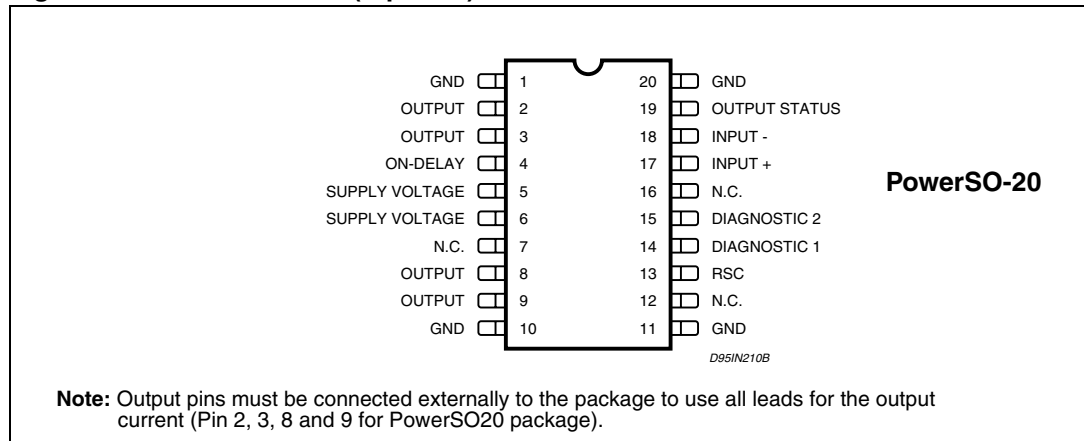 GND 1 20 GND
OUTPUT 2 19 OUTPUT STATUS
OUTPUT 3 18 INPUT -
ON-DELAY 4 17 INPUT +
SUPPLY VOLTAGE 5 16 N.C.
PowerSO-20
SUPPLY VOLTAGE 6 15 DIAGNOSTIC 2
N.C. 7 14 DIAGNOSTIC 1
OUTPUT 8 13 RSC
OUTPUT 9 12 N.C.
GND 10 11 GND
D95IN210B
Note: Output pins must be connected externally to the package to use all leads for the output
current (Pin 2, 3, 8 and 9 for PowerSO20 package).